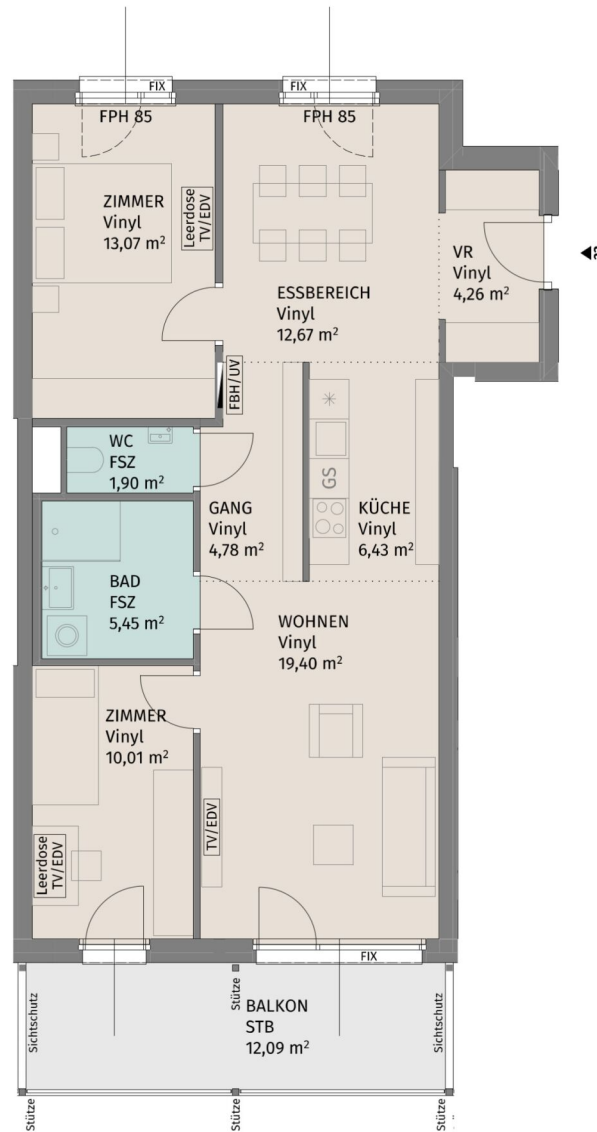 FIX
FIX
FPH 85
FPH 85
ZIMMER
Vinyl
13,07 m²
Leerdose
TV/EDV
VR
Vinyl
4,26 m²
ESSBEREICH
Vinyl
12,67 m²
FBH/UV
WC
FSZ
1,90 m²
GS
GANG
Vinyl
4,78 m²
KÜCHE
Vinyl
6,43 m²
BAD
FSZ
5,45 m²
WOHNEN
Vinyl
19,40 m²
ZIMMER
Vinyl
10,01 m²
TV/EDV
Leerdose
TV/EDV
FIX
Sichtschutz
Stütze
BALKON
STB
12,09 m²
Sichtschutz
Stütze
Stütze
Stütze